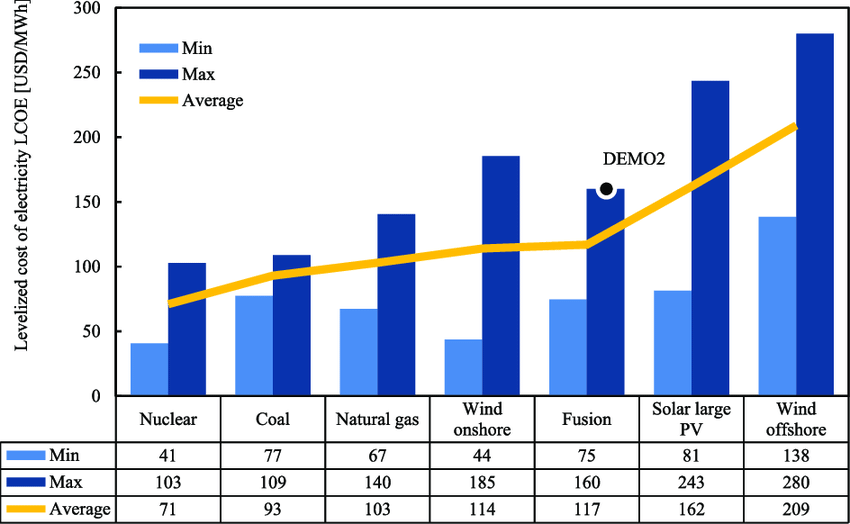 Levelized cost of electricity LCOE [USD/MWh]
300
250
200
150
100
50
0
Min
Max
Average
DEMO2
Nuclear Coal Natural gas Wind onshore Fusion Solar large PV Wind offshore
Min 41 77 67 44 75 81 138
Max 103 109 140 185 160 243 280
Average 71 93 103 114 117 162 209